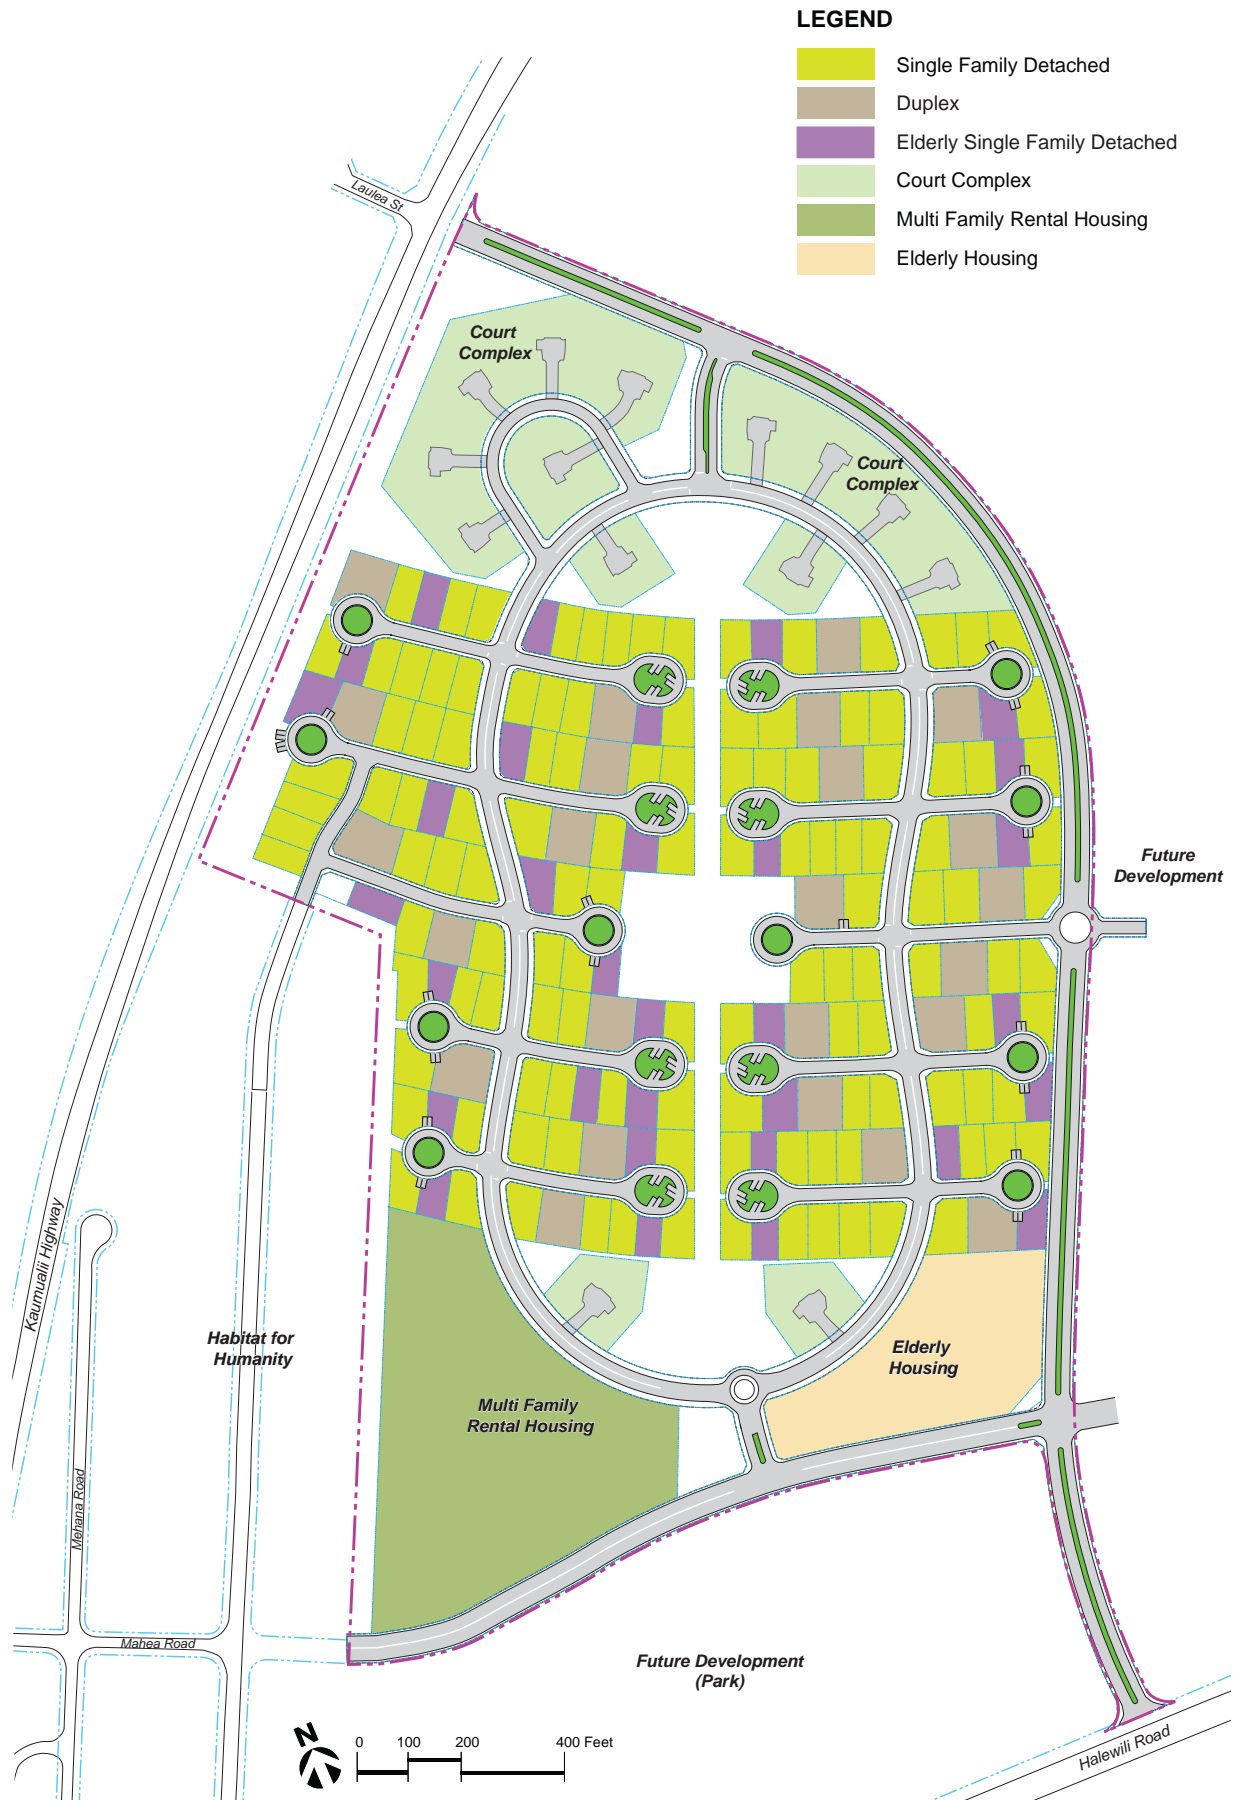 LEGEND
Single Family Detached
Duplex
Elderly Single Family Detached
Court Complex
Multi Family Rental Housing
Elderly Housing
Laulea St
Court
Complex
Court
Complex
Future
Development
Kaumualii Highway
Habitat for
Humanity
Elderly
Housing
Multi Family
Rental Housing
Mehana Road
Mahea Road
Future Development
(Park)
Halewili Road
N
0 100 200 400 Feet